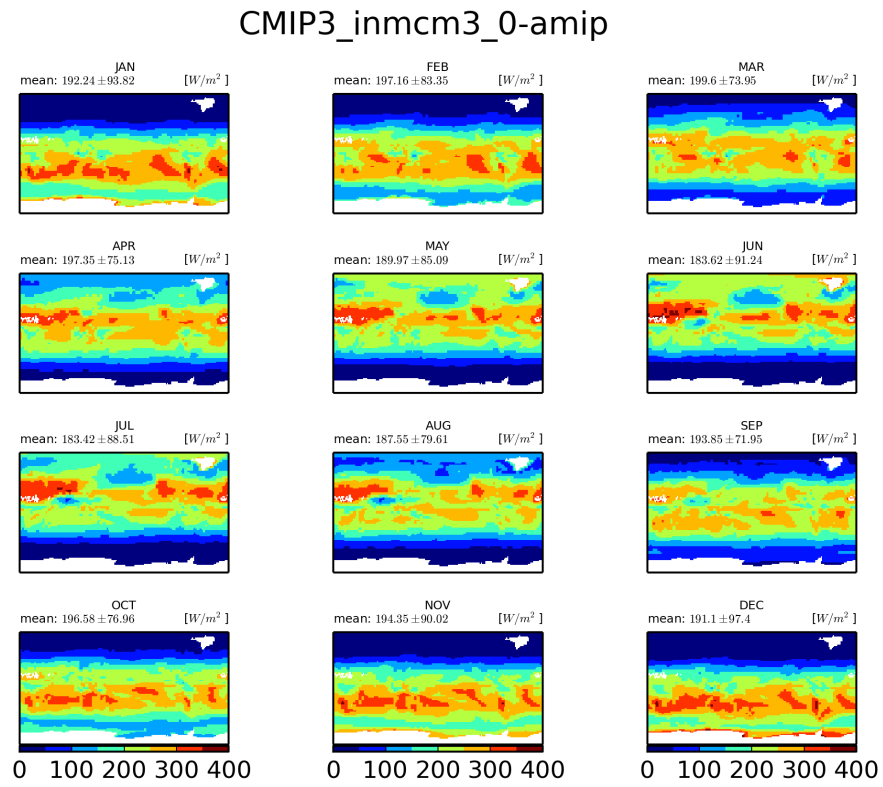 CMIP3_inmcm3_0-amip
JAN FEB MAR
mean: 192.24±93.82 [W/m² ] mean: 197.16±83.35 [W/m² ] mean: 199.6±73.95 [W/m² ]
APR MAY JUN
mean: 197.35±75.13 [W/m² ] mean: 189.97±85.09 [W/m² ] mean: 183.62±91.24 [W/m² ]
JUL AUG SEP
mean: 183.42±88.51 [W/m² ] mean: 187.55±79.61 [W/m² ] mean: 193.85±71.95 [W/m² ]
OCT NOV DEC
mean: 196.58±76.96 [W/m² ] mean: 194.35±90.02 [W/m² ] mean: 191.1±97.4 [W/m² ]
0 100 200 300 400 0 100 200 300 400 0 100 200 300 400